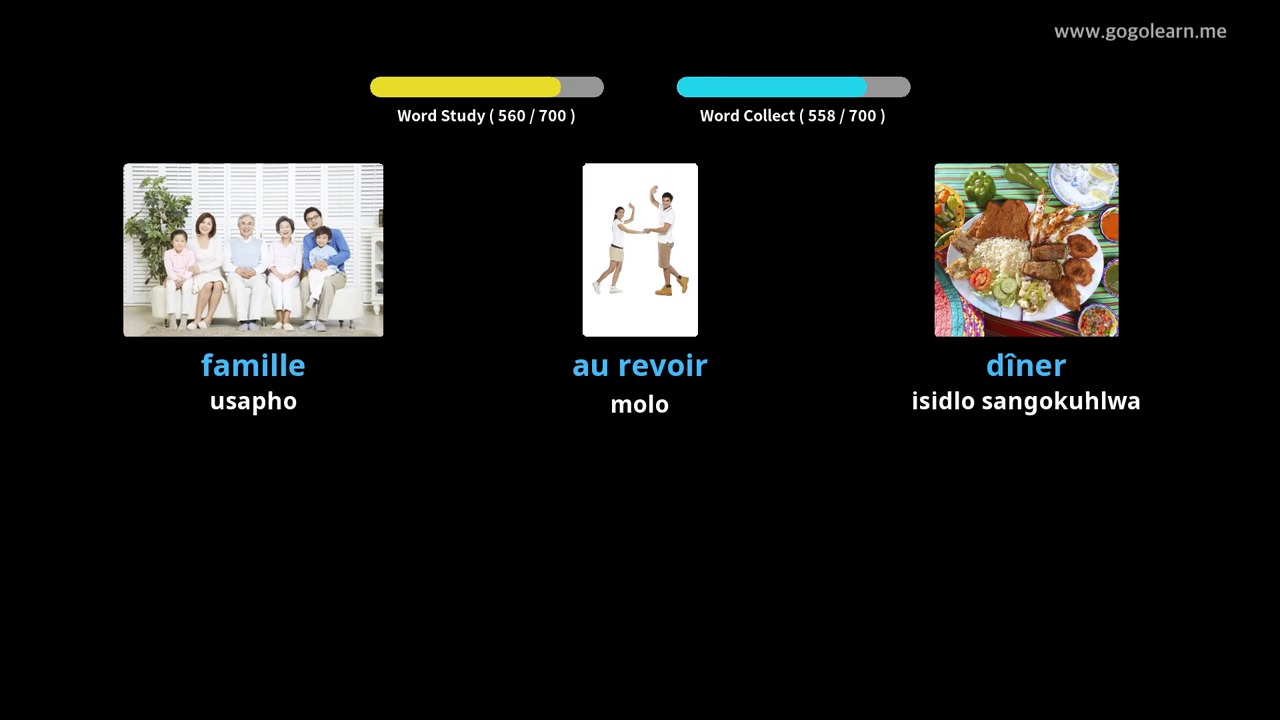 www.gogolearn.me
Word Study ( 560 / 700 )
Word Collect ( 558 / 700 )
famille
usapho
au revoir
molo
dîner
isidlo sangokuhlwa